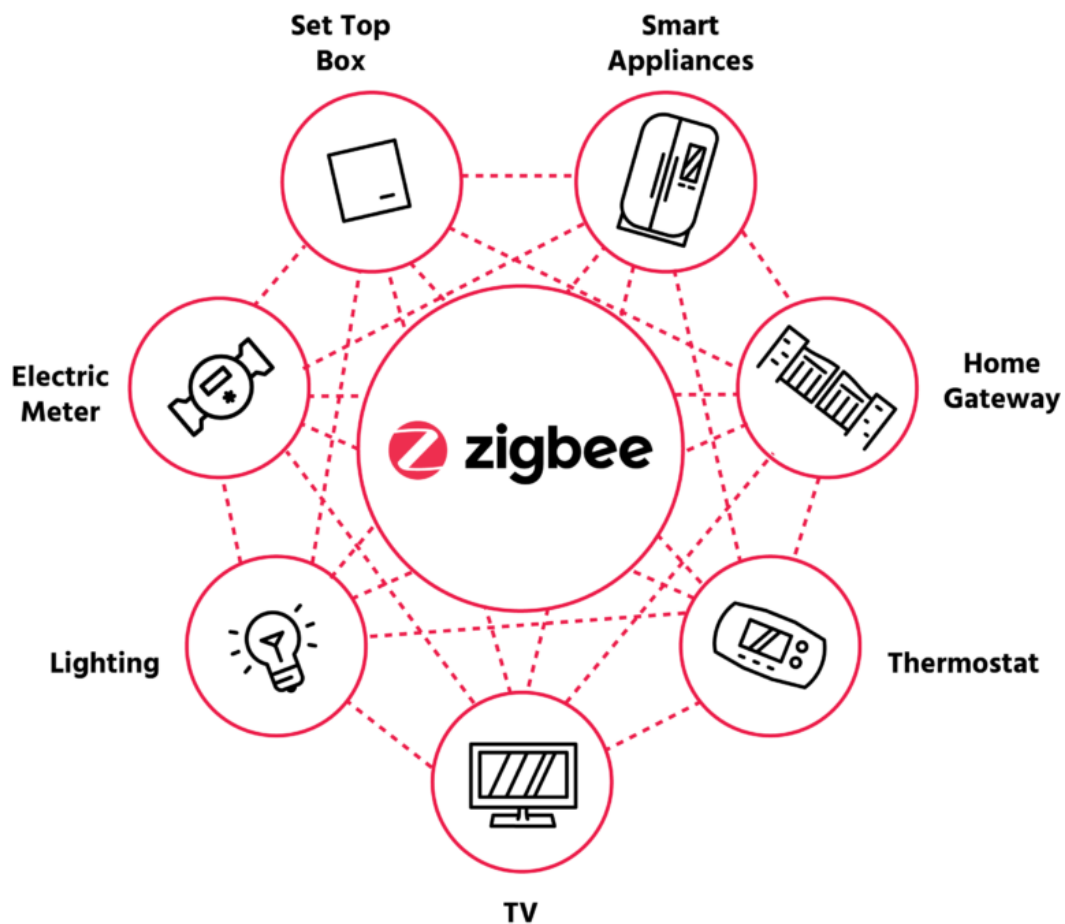 Set Top
Box
Smart
Appliances
Electric
Meter
Home
Gateway
zigbee
Lighting
Thermostat
TV